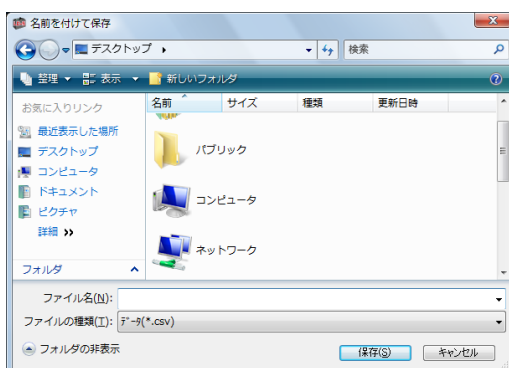 名前を付けて保存
デスクトップ
検索
整理 表示 新しいフォルダ
お気に入りリンク
最近表示した場所
デスクトップ
コンピュータ
ドキュメント
ピクチャ
詳細 »
フォルダ
名前 サイズ 種類 更新日時
パブリック
コンピュータ
ネットワーク
ファイル名(N):
ファイルの種類(T): ﾃﾞｰﾀ(*.csv)
フォルダの非表示 保存(S) キャンセル